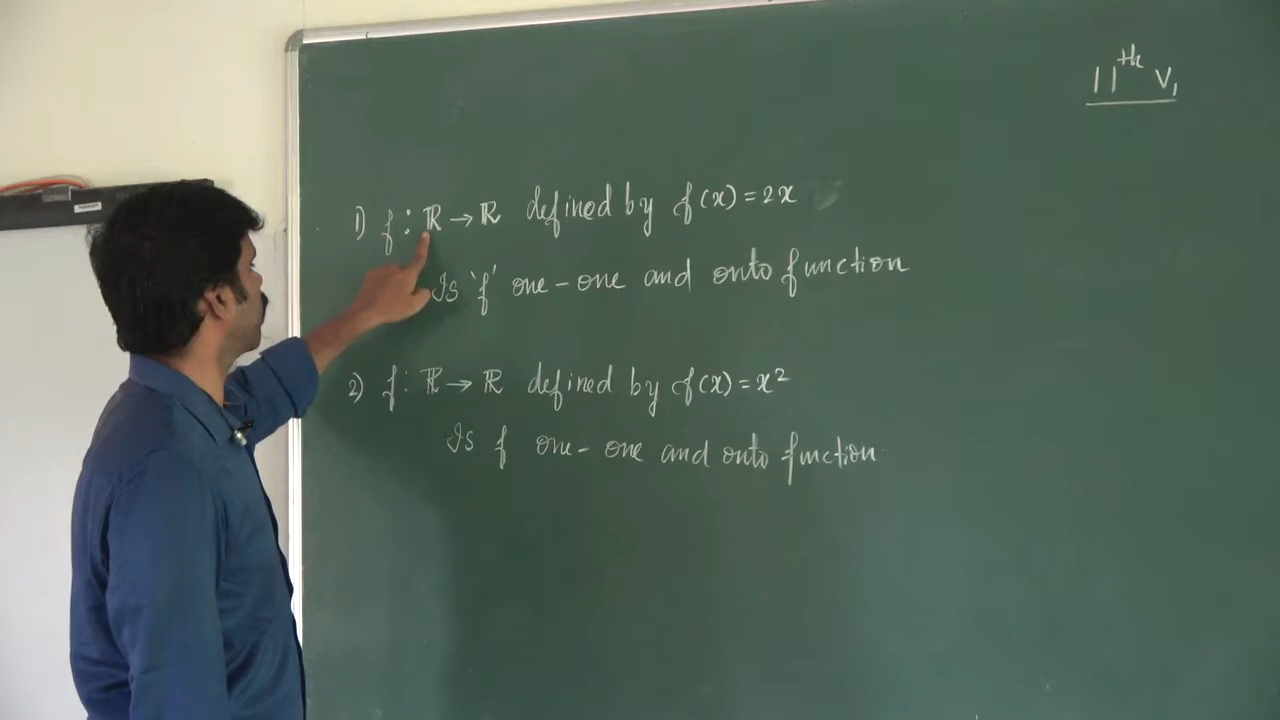 11th V1
1) f : ℝ → ℝ defined by f(x) = 2x
Is 'f' one - one and onto function
2) f : ℝ → ℝ defined by f(x) = x²
Is f one - one and onto function